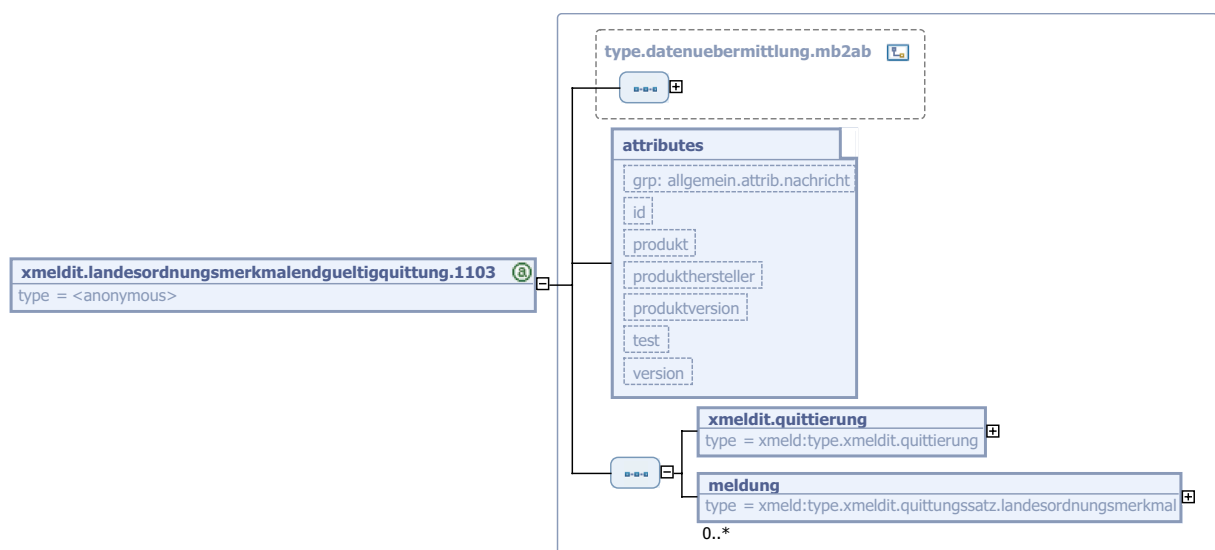 type.datenuebermittlung.mb2ab
attributes
grp: allgemein.attrib.nachricht
id
produkt
produkthersteller
produktversion
test
version
xmeldit.landesordnungsmerkmalendgueltigquittung.1103 a
type = <anonymous>
xmeldit.quittierung
type = xmeld:type.xmeldit.quittierung
meldung
type = xmeld:type.xmeldit.quittungssatz.landesordnungsmerkmal
0..*